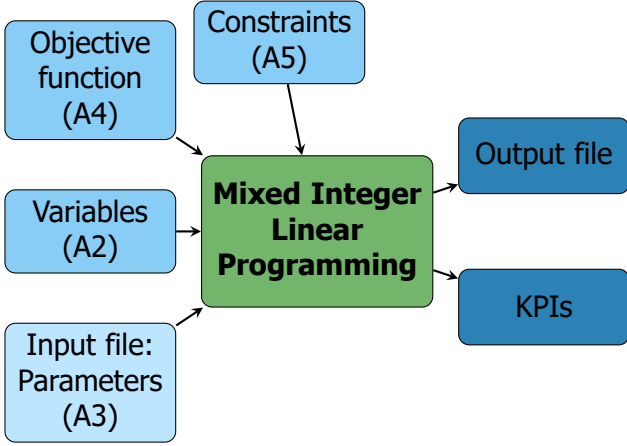 Objective
function
(A4)
Constraints
(A5)
Variables
(A2)
Input file:
Parameters
(A3)
Mixed Integer
Linear
Programming
Output file
KPIs